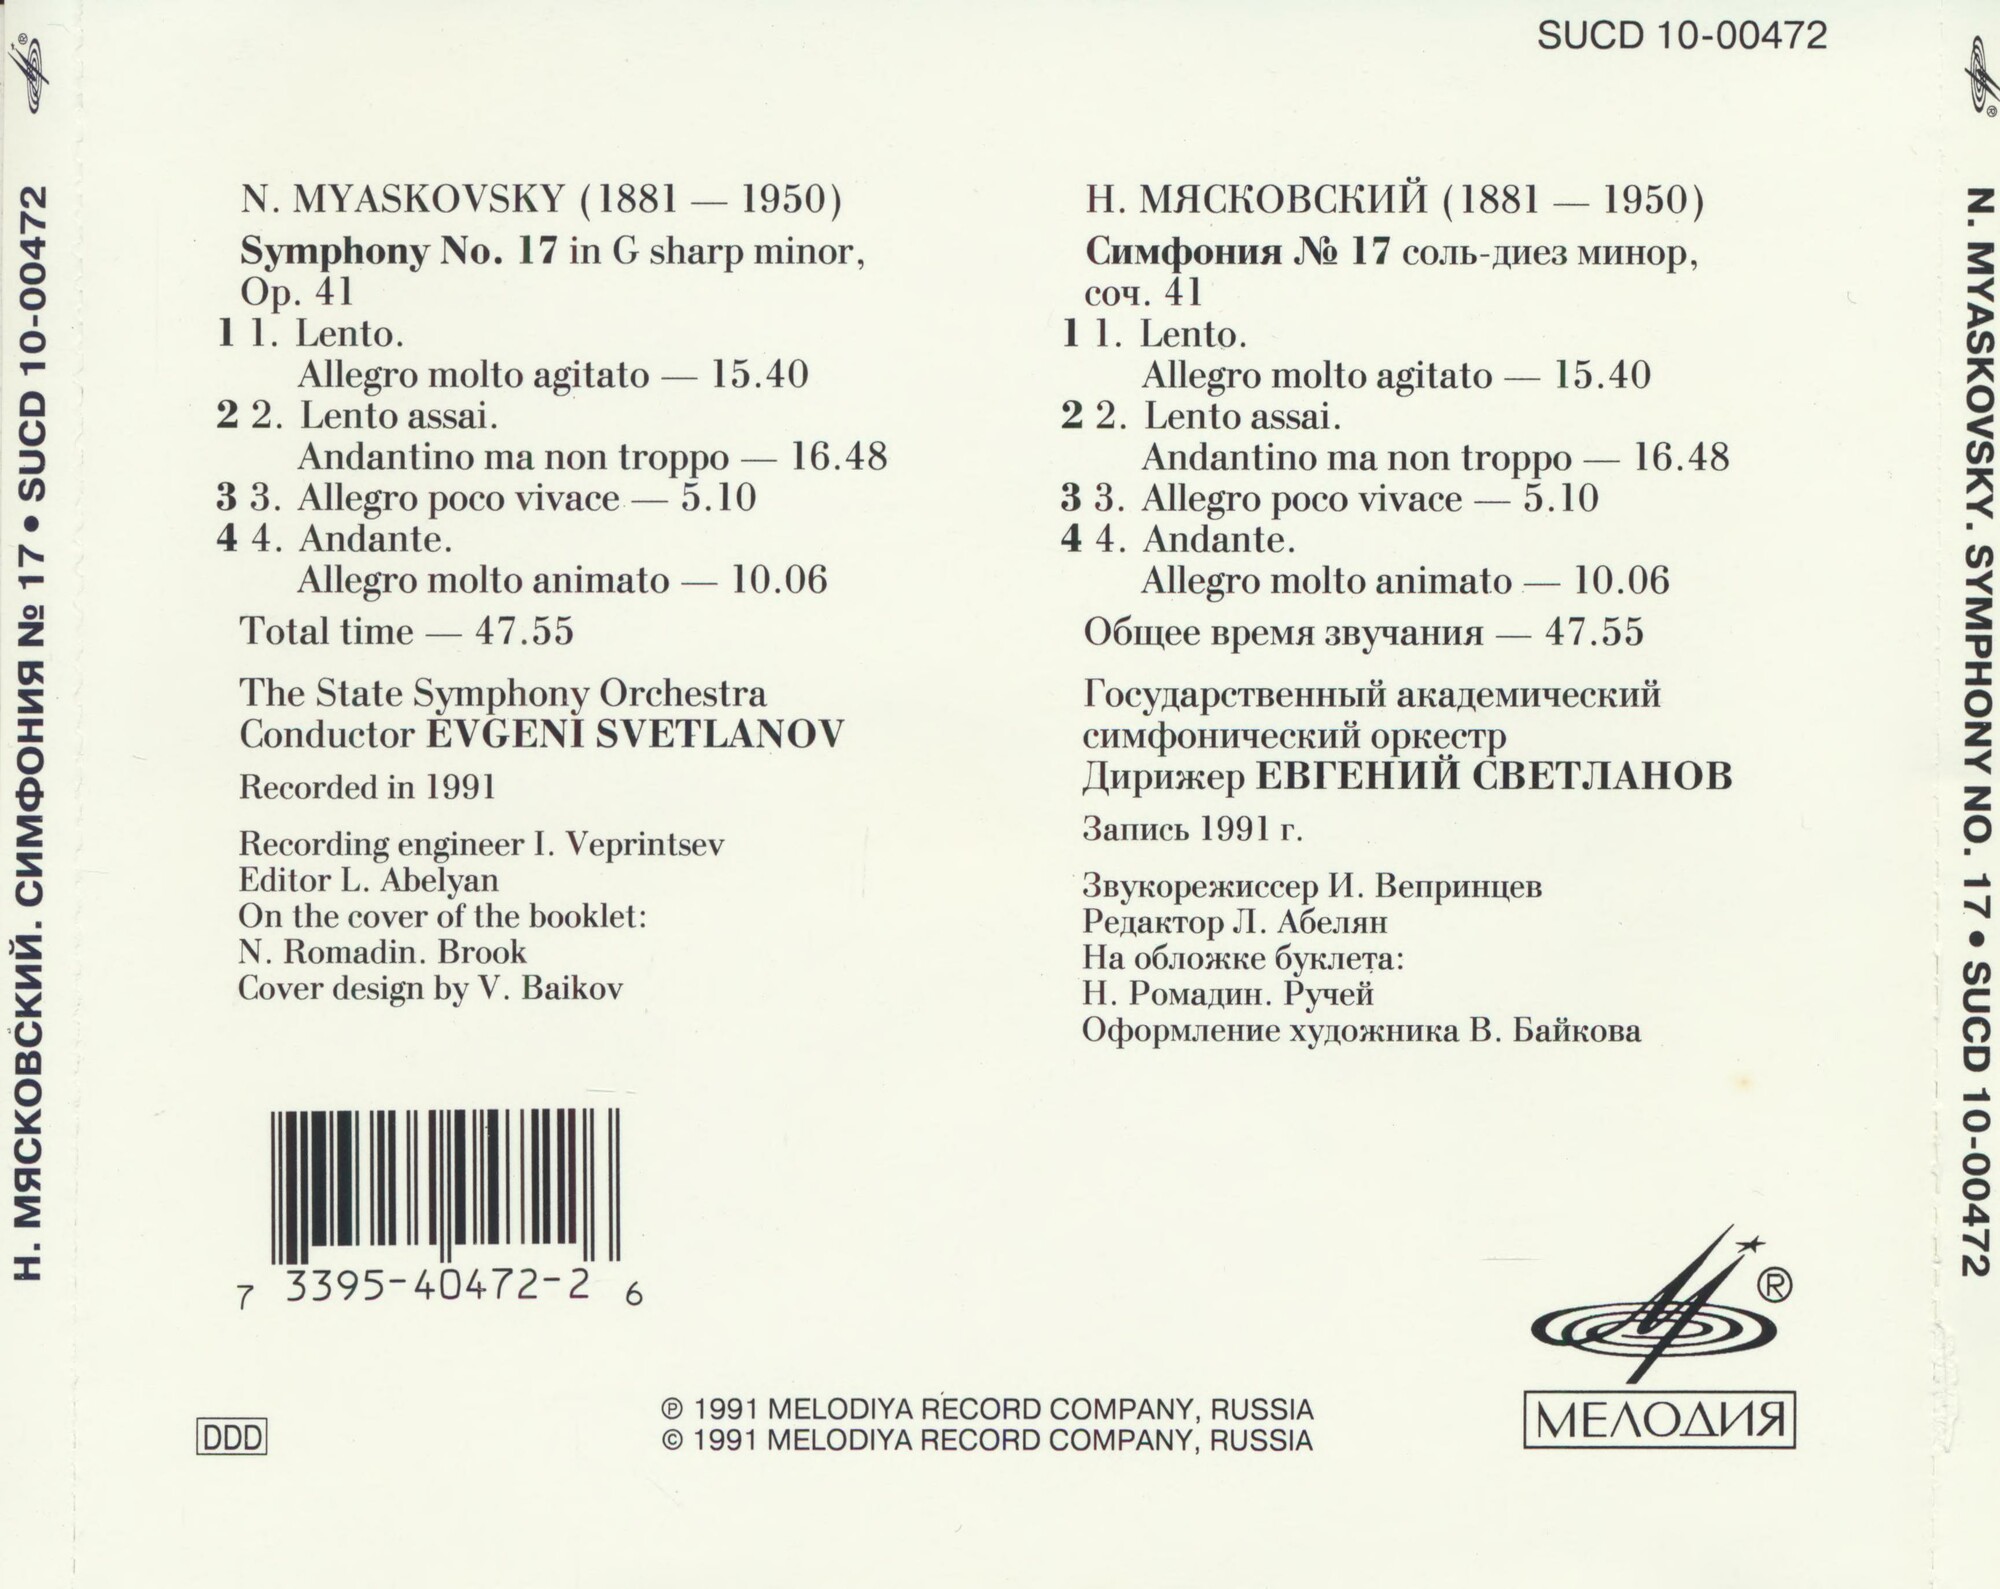 SUCD 10-00472
N. MYASKOVSKY (1881 — 1950)
Symphony No. 17 in G sharp minor,
Op. 41
1 1. Lento.
Allegro molto agitato — 15.40
2 2. Lento assai.
Andantino ma non troppo — 16.48
3 3. Allegro poco vivace — 5.10
4 4. Andante.
Allegro molto animato — 10.06
Total time — 47.55
The State Symphony Orchestra
Conductor EVGENI SVETLANOV
Recorded in 1991
Recording engineer I. Veprintsev
Editor L. Abelyan
On the cover of the booklet:
N. Romadin. Brook
Cover design by V. Baikov
Н. МЯСКОВСКИЙ (1881 — 1950)
Симфония № 17 соль-диез минор,
соч. 41
1 1. Lento.
Allegro molto agitato — 15.40
2 2. Lento assai.
Andantino ma non troppo — 16.48
3 3. Allegro poco vivace — 5.10
4 4. Andante.
Allegro molto animato — 10.06
Общее время звучания — 47.55
Государственный академический
симфонический оркестр
Дирижер ЕВГЕНИЙ СВЕТЛАНОВ
Запись 1991 г.
Звукорежиссер И. Вепринцев
Редактор Л. Абелян
На обложке буклета:
Н. Ромадин. Ручей
Оформление художника В. Байкова
7 3395-40472-2 6
DDD
℗ 1991 MELODIYA RECORD COMPANY, RUSSIA
© 1991 MELODIYA RECORD COMPANY, RUSSIA
®
МЕЛОДИЯ
Н. МЯСКОВСКИЙ. СИМФОНИЯ № 17 • SUCD 10-00472
N. MYASKOVSKY. SYMPHONY NO. 17 • SUCD 10-00472